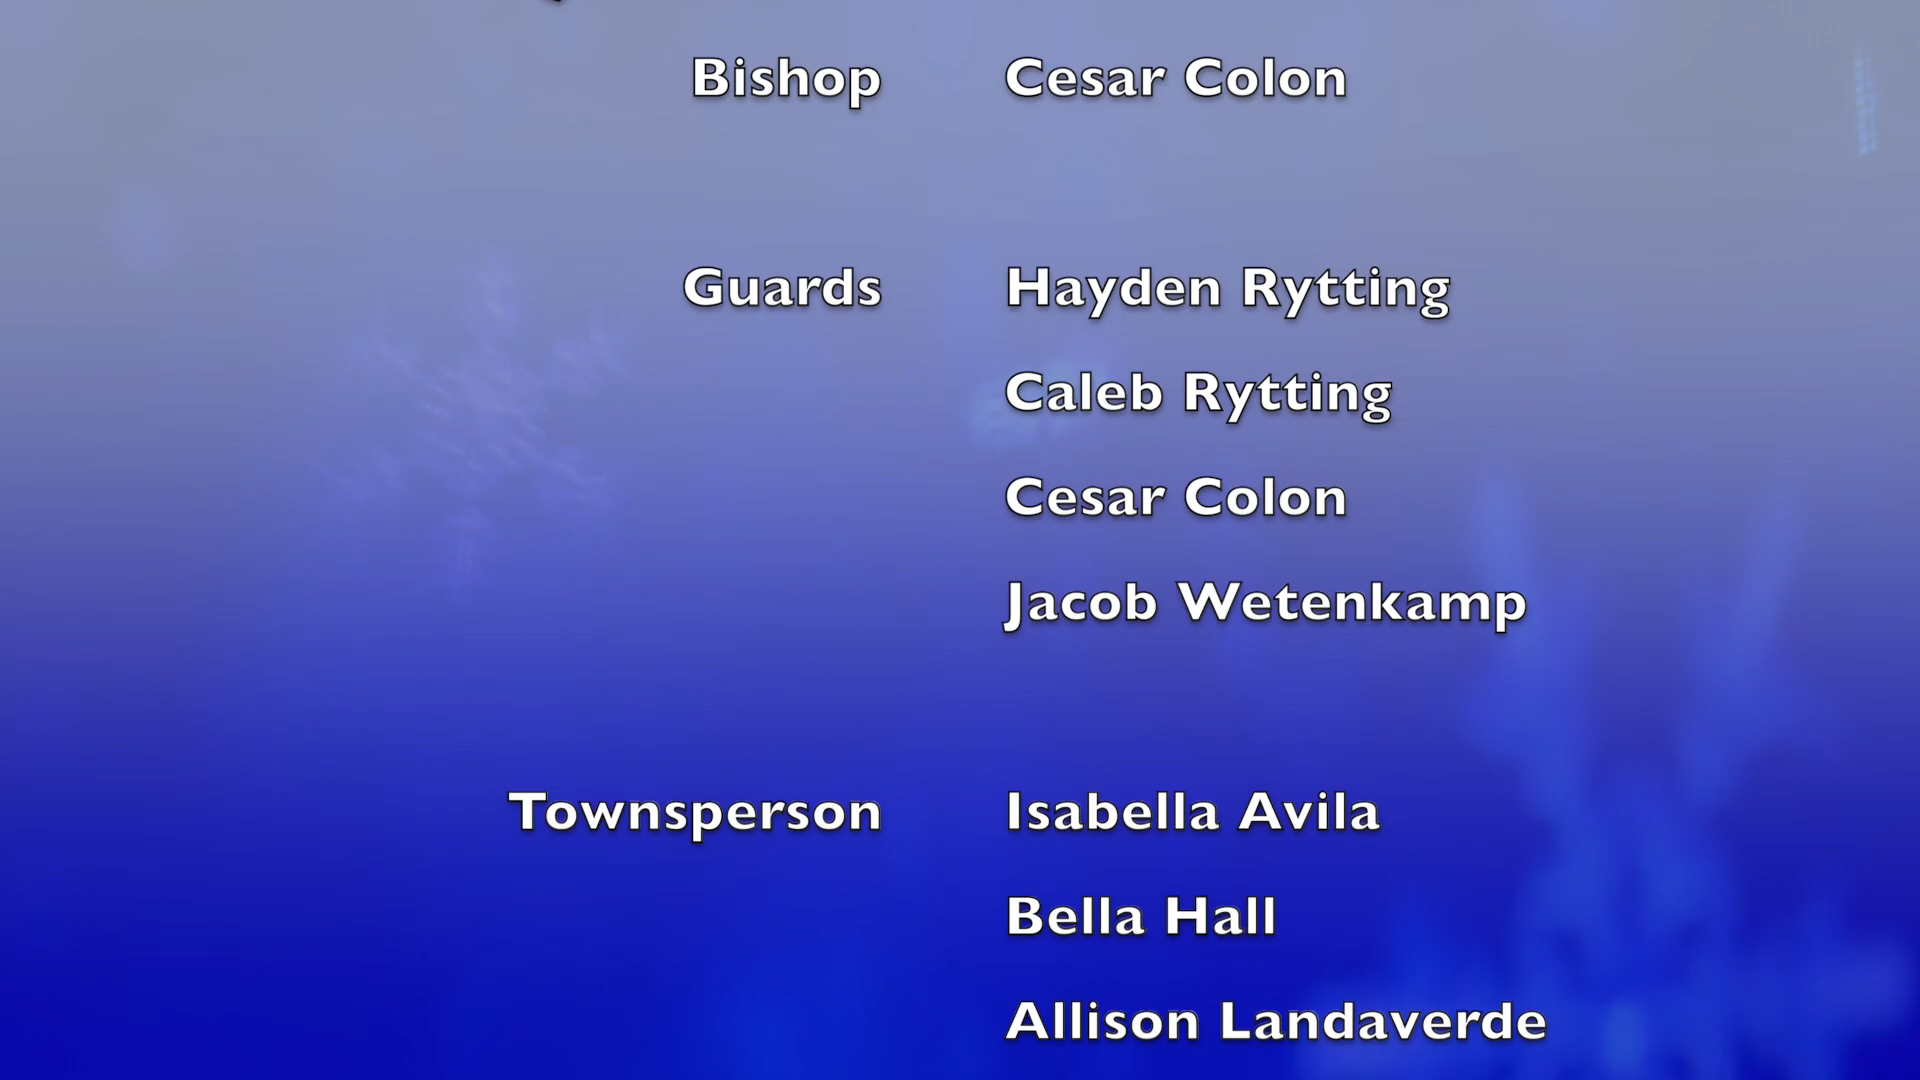 Bishop Cesar Colon
Guards Hayden Rytting
Caleb Rytting
Cesar Colon
Jacob Wetenkamp
Townsperson Isabella Avila
Bella Hall
Allison Landaverde